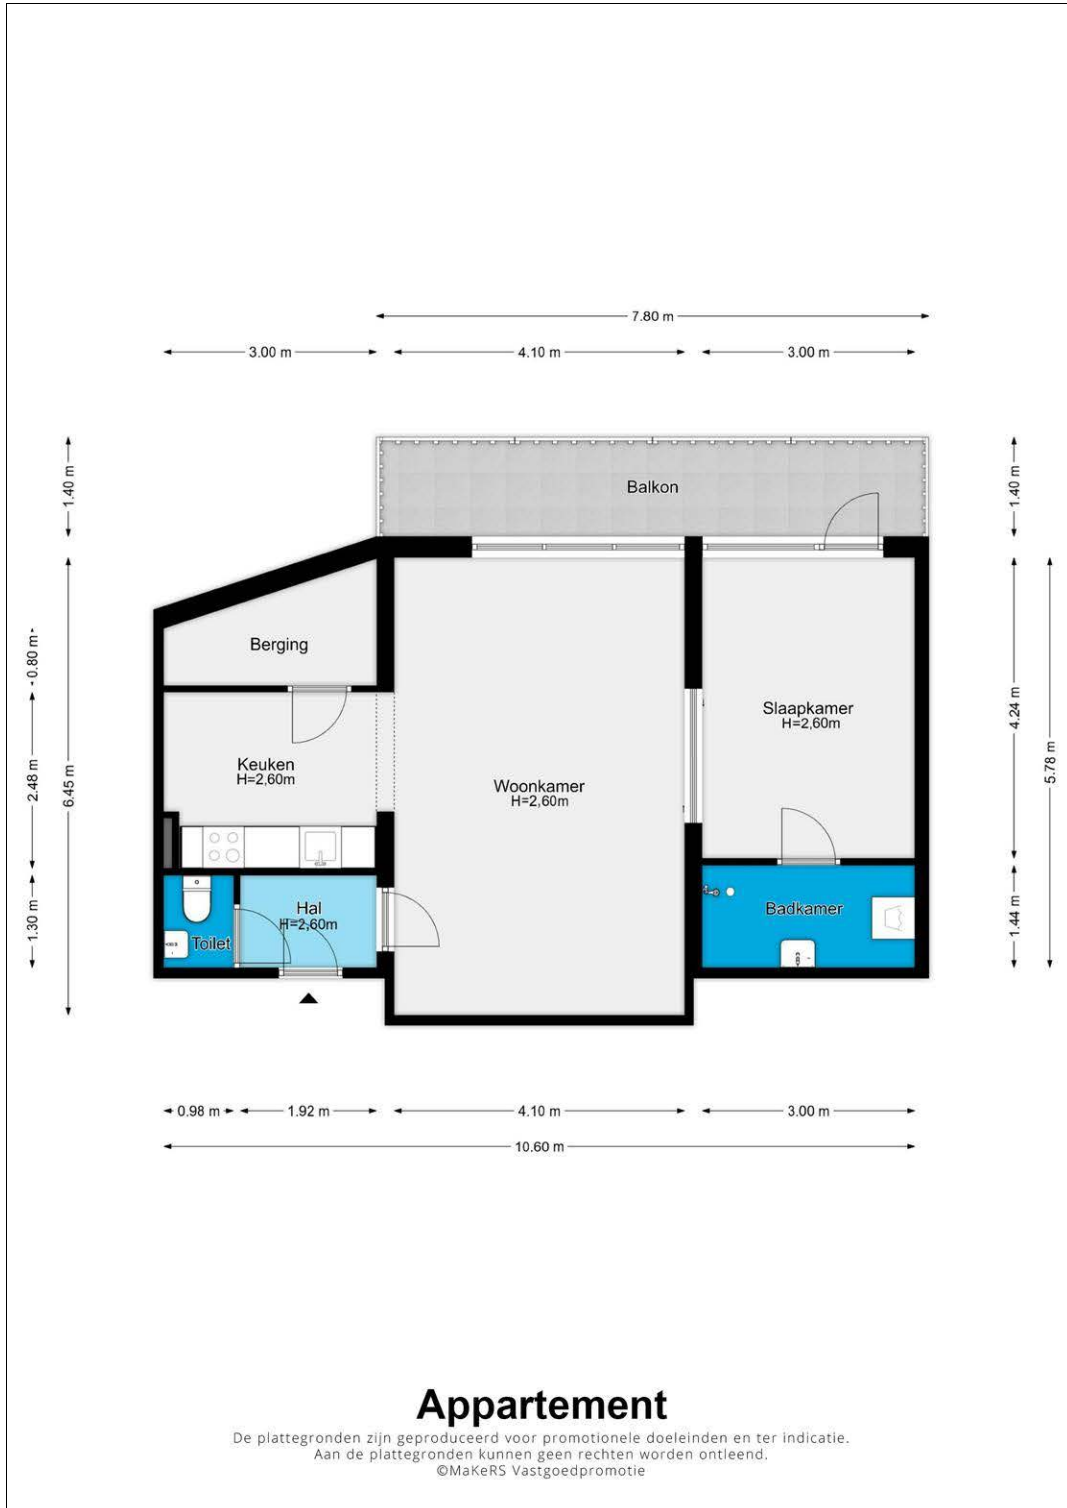 7.80 m
3.00 m
4.10 m
3.00 m
1.40 m
1.40 m
Balkon
Berging
0.80 m
Slaapkamer
H=2,60m
4.24 m
Keuken
H=2,60m
2.48 m
6.45 m
5.78 m
Woonkamer
H=2,60m
Hal
H=2,60m
Toilet
Badkamer
1.30 m
1.44 m
0.98 m
1.92 m
4.10 m
3.00 m
10.60 m
Appartement
De plattegronden zijn geproduceerd voor promotionele doeleinden en ter indicatie.
Aan de plattegronden kunnen geen rechten worden ontleend.
©MaKeRS Vastgoedpromotie